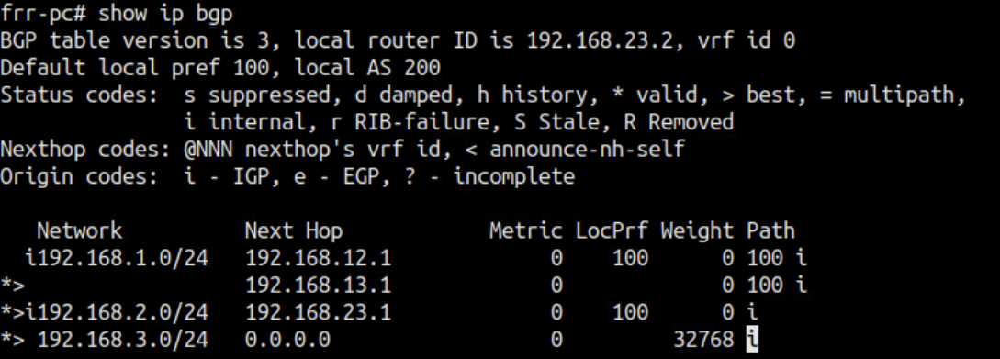 frr-pc# show ip bgp
BGP table version is 3, local router ID is 192.168.23.2, vrf id 0
Default local pref 100, local AS 200
Status codes:  s suppressed, d damped, h history, * valid, > best, = multipath,
               i internal, r RIB-failure, S Stale, R Removed
Nexthop codes: @NNN nexthop's vrf id, < announce-nh-self
Origin codes:  i - IGP, e - EGP, ? - incomplete

   Network          Next Hop            Metric LocPrf Weight Path
  i192.168.1.0/24   192.168.12.1             0    100      0 100 i
*>                  192.168.13.1             0             0 100 i
*>i192.168.2.0/24   192.168.23.1             0    100      0 i
*> 192.168.3.0/24   0.0.0.0                  0         32768 i